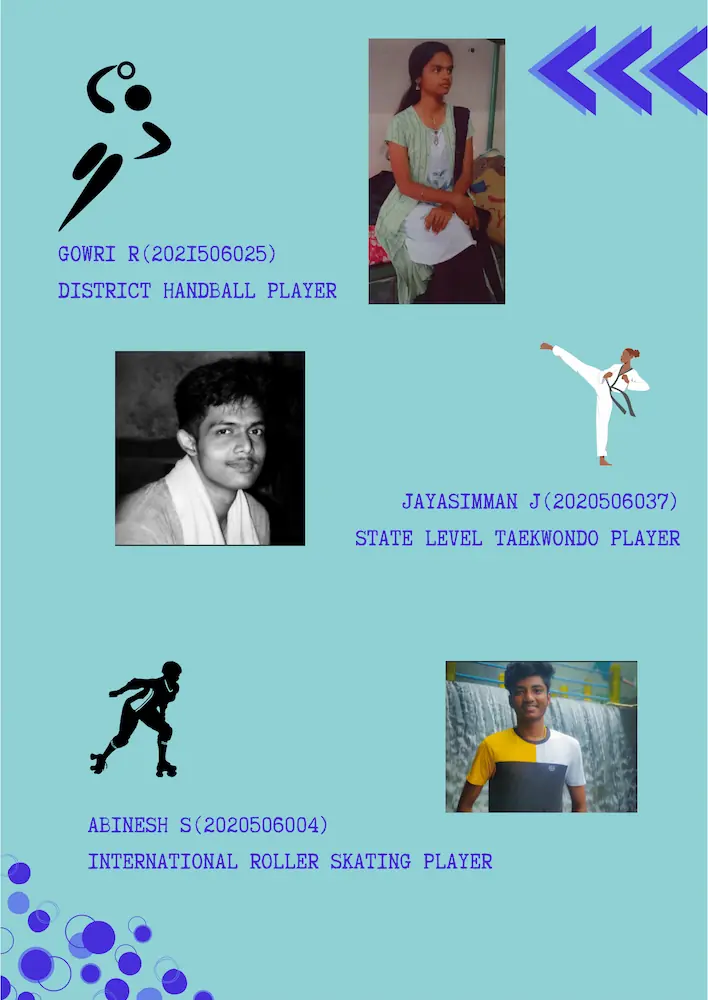 GOWRI R(2021506025)
DISTRICT HANDBALL PLAYER
JAYASIMMAN J(2020506037)
STATE LEVEL TAEKWONDO PLAYER
ABINESH S(2020506004)
INTERNATIONAL ROLLER SKATING PLAYER